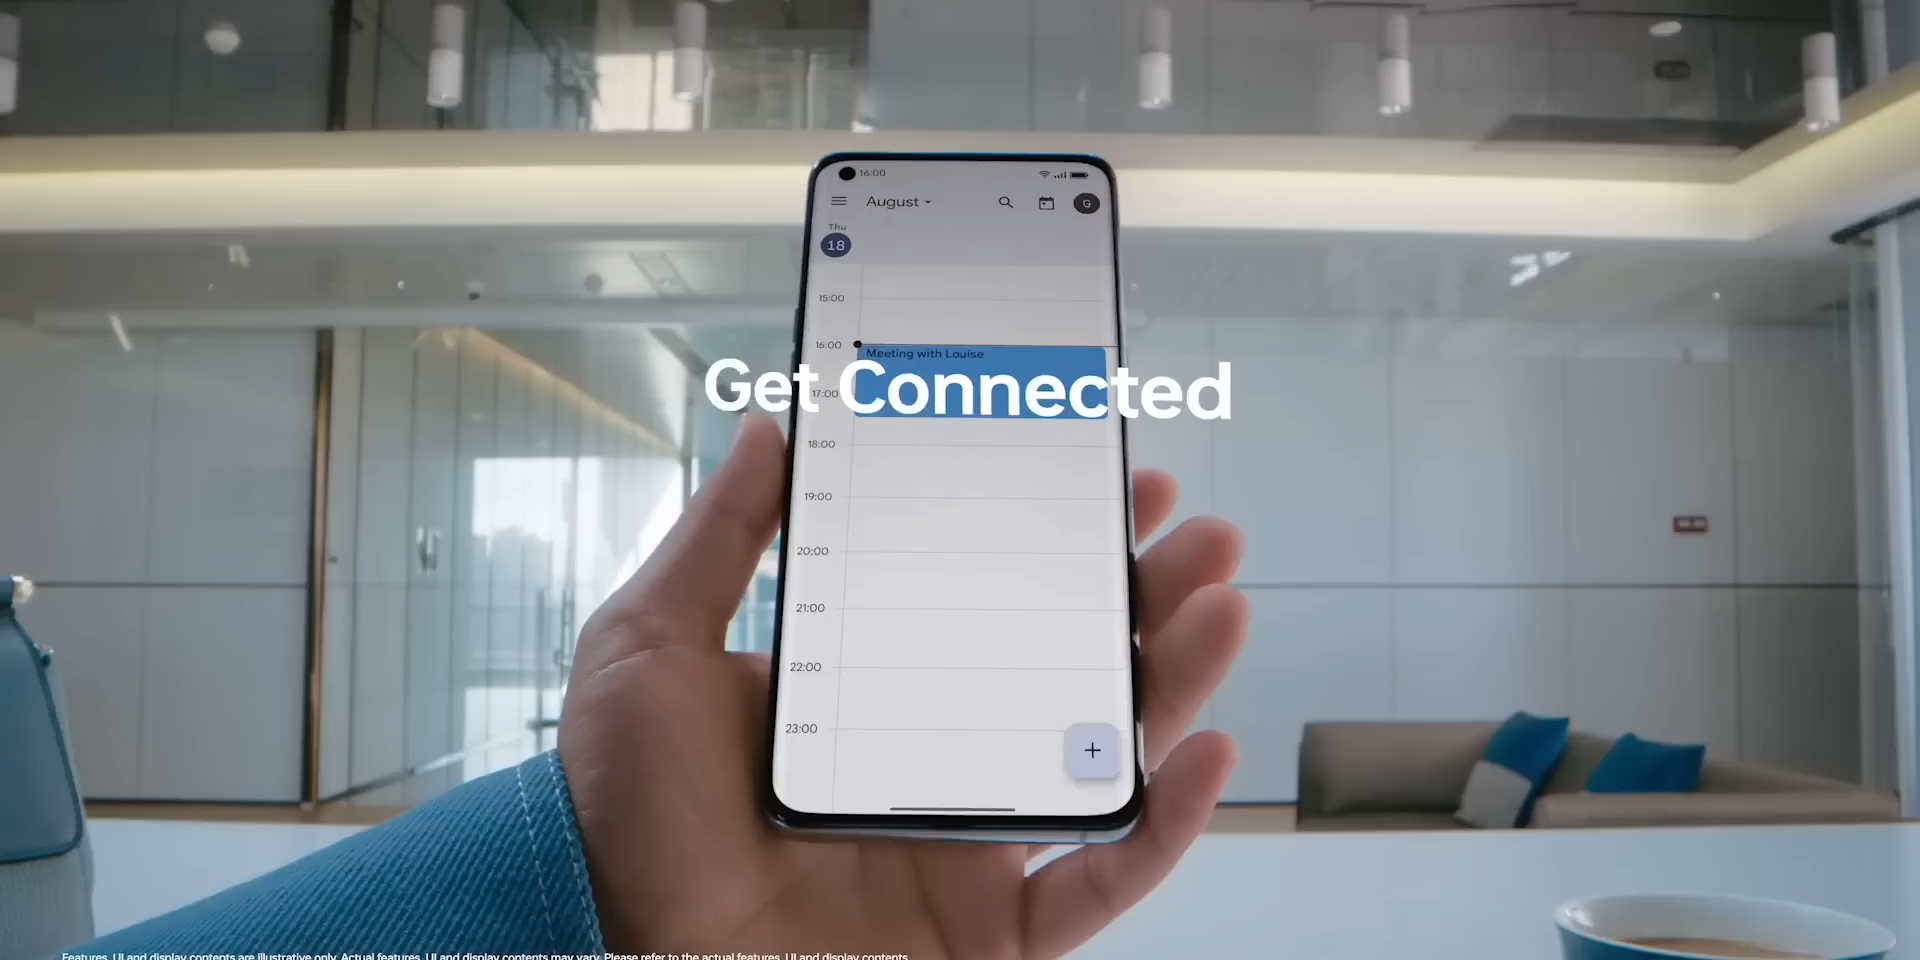 16:00
August
G
Thu
18
15:00
16:00
Meeting with Louise
Get Connected
17:00
18:00
19:00
20:00
21:00
22:00
23:00
Features, UI and display contents are illustrative only. Actual features, UI and display contents may vary. Please refer to the actual features, UI and display contents